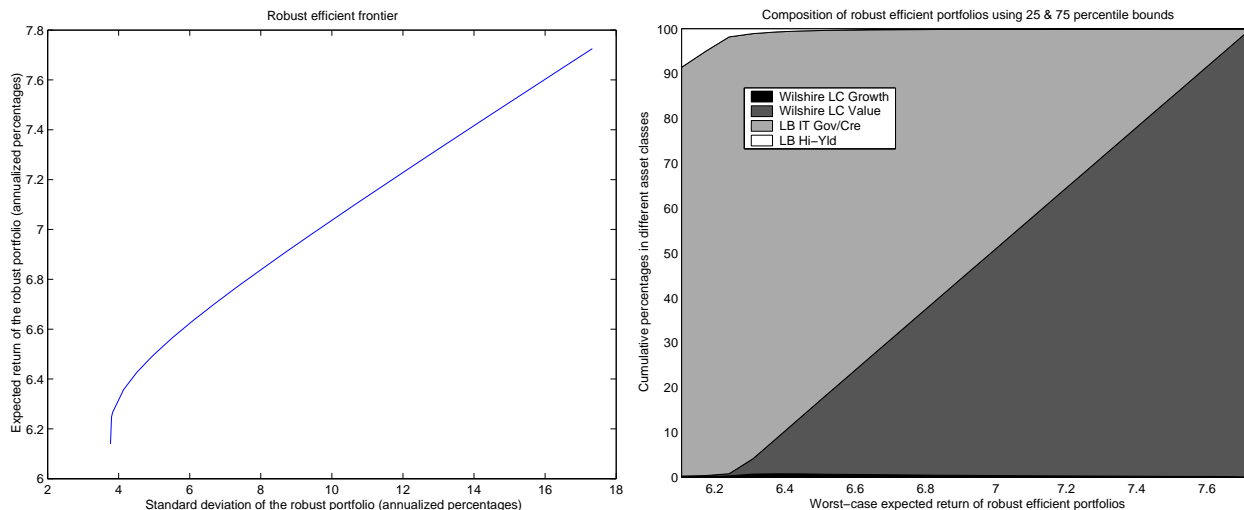 Robust efficient frontier
Expected return of the robust portfolio (annualized percentages)
7.8
7.6
7.4
7.2
7
6.8
6.6
6.4
6.2
6
2 4 6 8 10 12 14 16 18
Standard deviation of the robust portfolio (annualized percentages)
Composition of robust efficient portfolios using 25 & 75 percentile bounds
Cumulative percentages in different asset classes
100
90
80
70
60
50
40
30
20
10
0
Wilshire LC Growth
Wilshire LC Value
LB IT Gov/Cre
LB Hi−Yld
6.2 6.4 6.6 6.8 7 7.2 7.4 7.6
Worst−case expected return of robust efficient portfolios